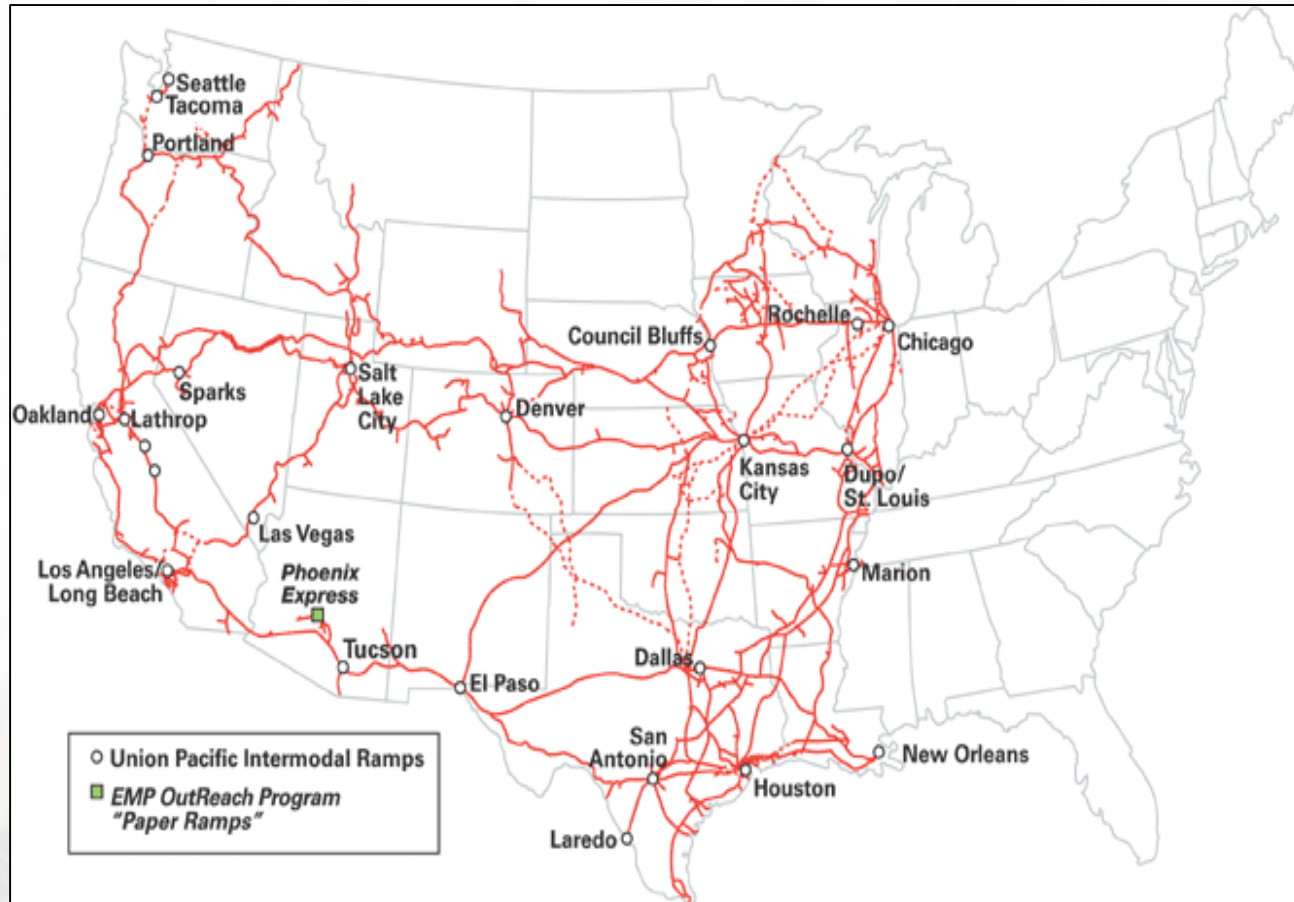 Seattle
Tacoma
Portland
Rochelle
Council Bluffs
Chicago
Sparks
Salt
Lake
City
Denver
Oakland
Lathrop
Kansas
City
Dupo/
St. Louis
Las Vegas
Los Angeles/
Long Beach
Phoenix
Express
Marion
Tucson
Dallas
El Paso
San
Antonio
New Orleans
Houston
Laredo
Union Pacific Intermodal Ramps
EMP OutReach Program
"Paper Ramps"